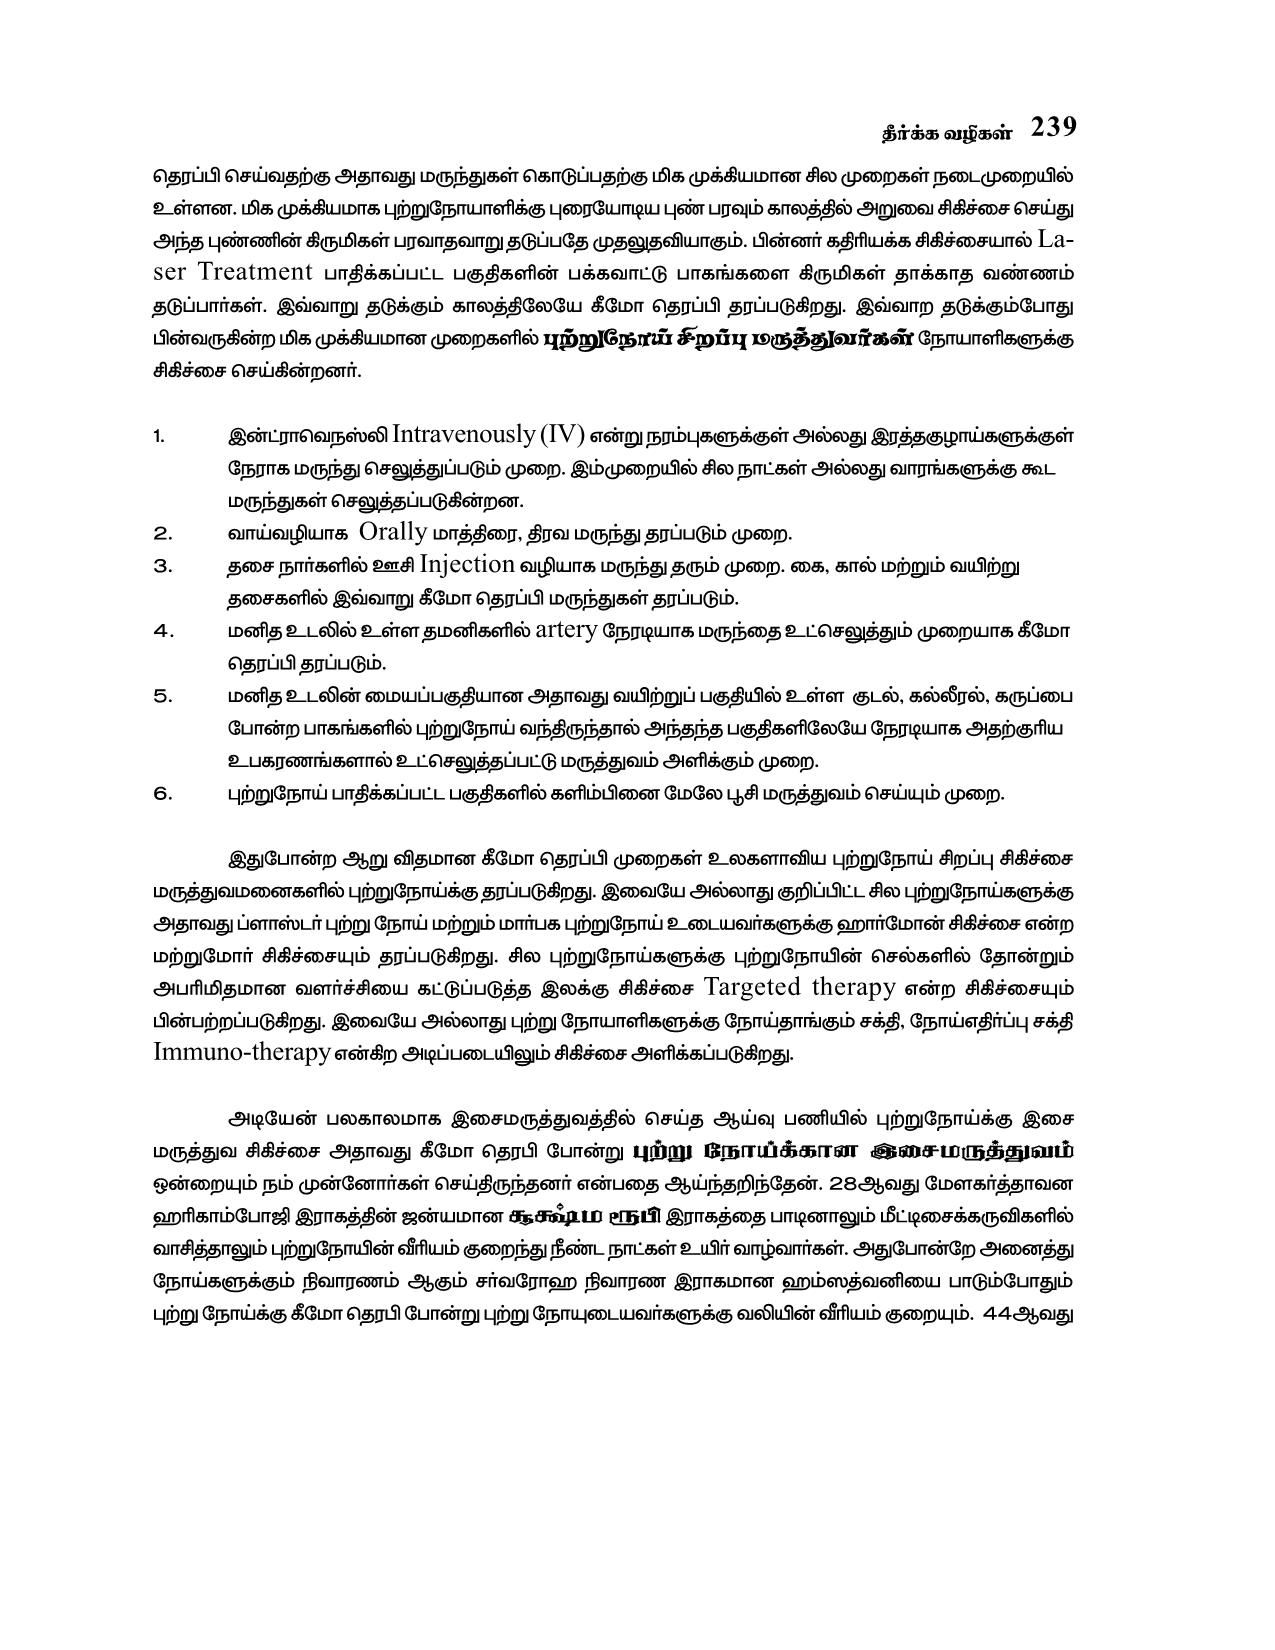 தீர்க்க வழிகள் 239
தெரப்பி செய்வதற்கு அதாவது மருந்துகள் கொடுப்பதற்கு மிக முக்கியமான சில முறைகள் நடைமுறையில்
உள்ளன. மிக முக்கியமாக புற்றுநோயாளிக்கு புரையோடிய புண் பரவும் காலத்தில் அறுவை சிகிச்சை செய்து
அந்த புண்ணின் கிருமிகள் பரவாதவாறு தடுப்பதே முதலுதவியாகும். பின்னர் கதிரியக்க சிகிச்சையால் La-
ser Treatment பாதிக்கப்பட்ட பகுதிகளின் பக்கவாட்டு பாகங்களை கிருமிகள் தாக்காத வண்ணம்
தடுப்பார்கள். இவ்வாறு தடுக்கும் காலத்திலேயே கீமோ தெரப்பி தரப்படுகிறது. இவ்வாற தடுக்கும்போது
பின்வருகின்ற மிக முக்கியமான முறைகளில் புற்றுநோய் சிறப்பு மருத்துவர்கள் நோயாளிகளுக்கு
சிகிச்சை செய்கின்றனர்.
1. இன்ட்ராவெநஸ்லி Intravenously (IV) என்று நரம்புகளுக்குள் அல்லது இரத்தகுழாய்களுக்குள்
நேராக மருந்து செலுத்துப்படும் முறை. இம்முறையில் சில நாட்கள் அல்லது வாரங்களுக்கு கூட
மருந்துகள் செலுத்தப்படுகின்றன.
2. வாய்வழியாக Orally மாத்திரை, திரவ மருந்து தரப்படும் முறை.
3. தசை நார்களில் ஊசி Injection வழியாக மருந்து தரும் முறை. கை, கால் மற்றும் வயிற்று
தசைகளில் இவ்வாறு கீமோ தெரப்பி மருந்துகள் தரப்படும்.
4. மனித உடலில் உள்ள தமனிகளில் artery நேரடியாக மருந்தை உட்செலுத்தும் முறையாக கீமோ
தெரப்பி தரப்படும்.
5. மனித உடலின் மையப்பகுதியான அதாவது வயிற்றுப் பகுதியில் உள்ள குடல், கல்லீரல், கருப்பை
போன்ற பாகங்களில் புற்றுநோய் வந்திருந்தால் அந்தந்த பகுதிகளிலேயே நேரடியாக அதற்குரிய
உபகரணங்களால் உட்செலுத்தப்பட்டு மருத்துவம் அளிக்கும் முறை.
6. புற்றுநோய் பாதிக்கப்பட்ட பகுதிகளில் களிம்பினை மேலே பூசி மருத்துவம் செய்யும் முறை.
இதுபோன்ற ஆறு விதமான கீமோ தெரப்பி முறைகள் உலகளாவிய புற்றுநோய் சிறப்பு சிகிச்சை
மருத்துவமனைகளில் புற்றுநோய்க்கு தரப்படுகிறது. இவையே அல்லாது குறிப்பிட்ட சில புற்றுநோய்களுக்கு
அதாவது ப்ளாஸ்டர் புற்று நோய் மற்றும் மார்பக புற்றுநோய் உடையவர்களுக்கு ஹார்மோன் சிகிச்சை என்ற
மற்றுமோர் சிகிச்சையும் தரப்படுகிறது. சில புற்றுநோய்களுக்கு புற்றுநோயின் செல்களில் தோன்றும்
அபரிமிதமான வளர்ச்சியை கட்டுப்படுத்த இலக்கு சிகிச்சை Targeted therapy என்ற சிகிச்சையும்
பின்பற்றப்படுகிறது. இவையே அல்லாது புற்று நோயாளிகளுக்கு நோய்தாங்கும் சக்தி, நோய்எதிர்ப்பு சக்தி
Immuno-therapy என்கிற அடிப்படையிலும் சிகிச்சை அளிக்கப்படுகிறது.
அடியேன் பலகாலமாக இசைமருத்துவத்தில் செய்த ஆய்வு பணியில் புற்றுநோய்க்கு இசை
மருத்துவ சிகிச்சை அதாவது கீமோ தெரபி போன்று புற்று நோய்க்கான இசைமருத்துவம்
ஒன்றையும் நம் முன்னோர்கள் செய்திருந்தனர் என்பதை ஆய்ந்தறிந்தேன். 28ஆவது மேளகர்த்தாவன
ஹரிகாம்போஜி இராகத்தின் ஜன்யமான சூக்ஷ்ம ரூபி இராகத்தை பாடினாலும் மீட்டிசைக்கருவிகளில்
வாசித்தாலும் புற்றுநோயின் வீரியம் குறைந்து நீண்ட நாட்கள் உயிர் வாழ்வார்கள். அதுபோன்றே அனைத்து
நோய்களுக்கும் நிவாரணம் ஆகும் சர்வரோஹ நிவாரண இராகமான ஹம்ஸத்வனியை பாடும்போதும்
புற்று நோய்க்கு கீமோ தெரபி போன்று புற்று நோயுடையவர்களுக்கு வலியின் வீரியம் குறையும். 44ஆவது